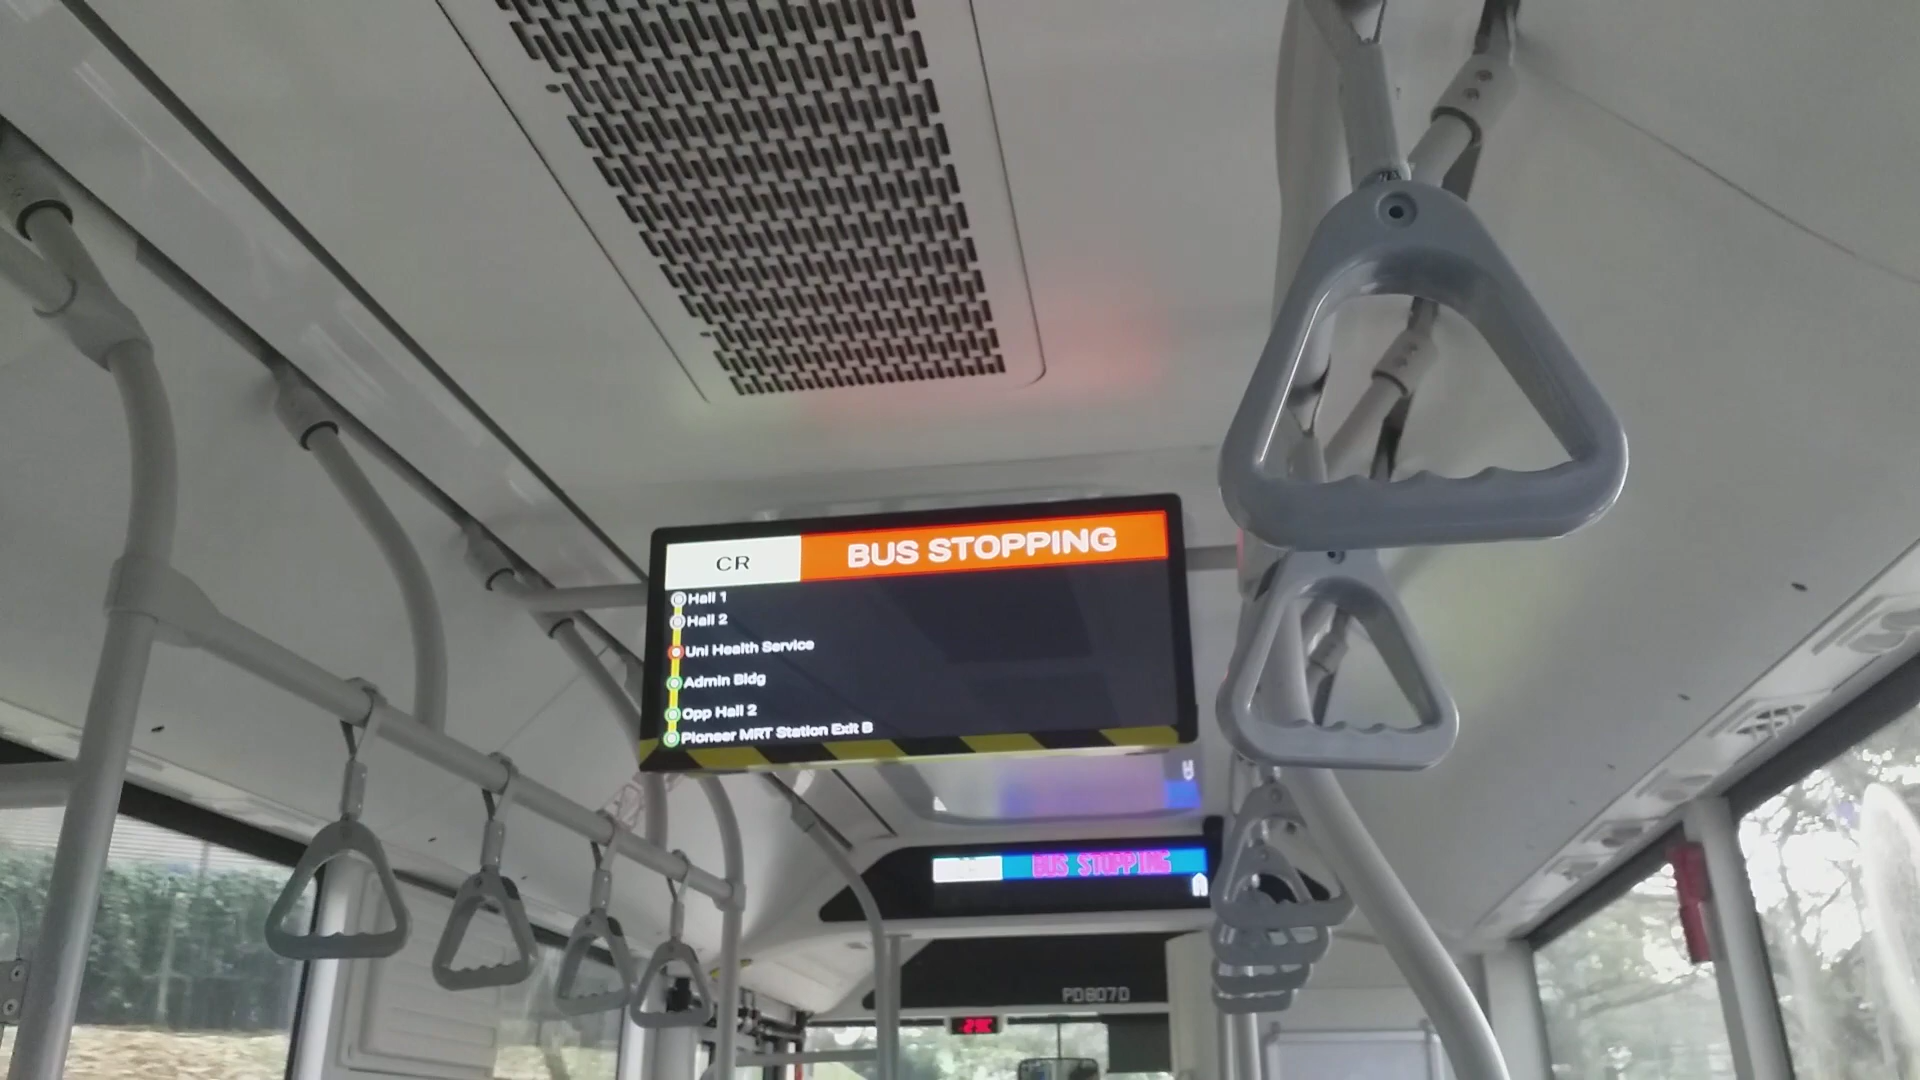 CR
BUS STOPPING
Hall 1
Hall 2
Uni Health Service
Admin Bldg
Opp Hall 2
Pioneer MRT Station Exit B
BUS STOPPING
PD807D